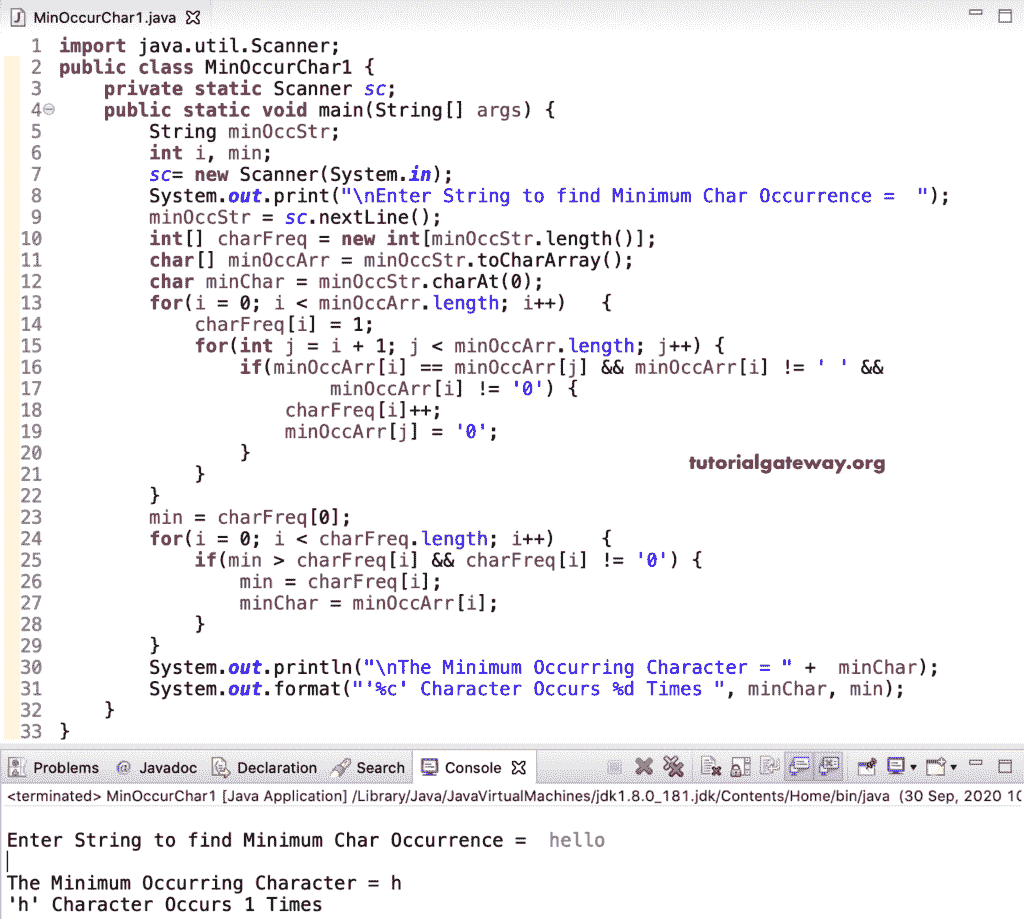 MinOccurChar1.java
1 import java.util.Scanner;
2 public class MinOccurChar1 {
3     private static Scanner sc;
4     public static void main(String[] args) {
5         String minOccStr;
6         int i, min;
7         sc= new Scanner(System.in);
8         System.out.print("\nEnter String to find Minimum Char Occurrence =  ");
9         minOccStr = sc.nextLine();
10         int[] charFreq = new int[minOccStr.length()];
11         char[] minOccArr = minOccStr.toCharArray();
12         char minChar = minOccStr.charAt(0);
13         for(i = 0; i < minOccArr.length; i++)   {
14             charFreq[i] = 1;
15             for(int j = i + 1; j < minOccArr.length; j++) {
16                 if(minOccArr[i] == minOccArr[j] && minOccArr[i] != ' ' &&
17                         minOccArr[i] != '0') {
18                     charFreq[i]++;
19                     minOccArr[j] = '0';
20                 }
21             }
22         }
23         min = charFreq[0];
24         for(i = 0; i < charFreq.length; i++)    {
25             if(min > charFreq[i] && charFreq[i] != '0') {
26                 min = charFreq[i];
27                 minChar = minOccArr[i];
28             }
29         }
30         System.out.println("\nThe Minimum Occurring Character = " +  minChar);
31         System.out.format("'%c' Character Occurs %d Times ", minChar, min);
32     }
33 }
tutorialgateway.org
Problems @ Javadoc Declaration Search Console
<terminated> MinOccurChar1 [Java Application] /Library/Java/JavaVirtualMachines/jdk1.8.0_181.jdk/Contents/Home/bin/java (30 Sep, 2020 10
Enter String to find Minimum Char Occurrence =  hello
The Minimum Occurring Character = h
'h' Character Occurs 1 Times